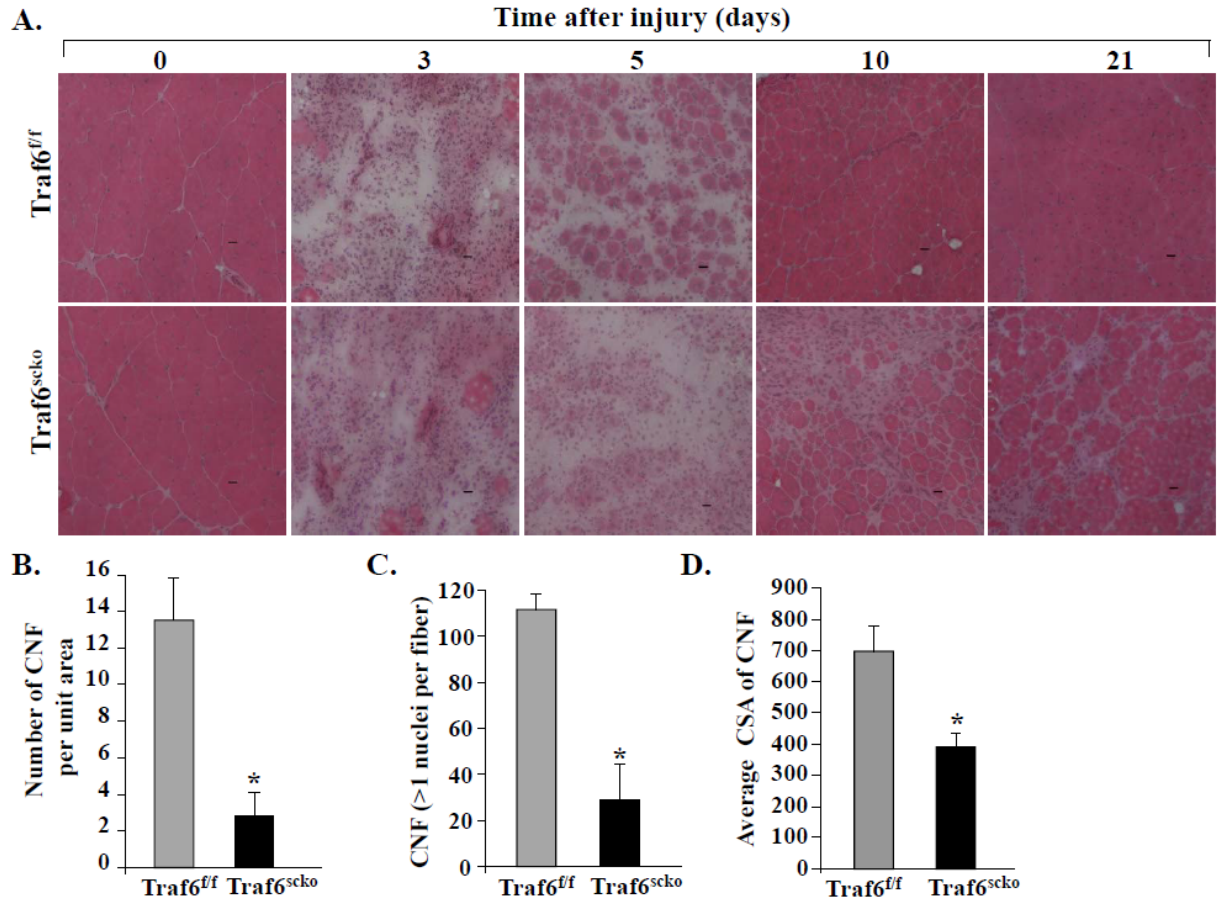 A.
Time after injury (days)
0 3 5 10 21
Traf6f/f
Traf6scko
B.
Number of CNF
per unit area
16
14
12
10
8
6
4
2
0
*
Traf6f/f Traf6scko
C.
CNF (>1 nuclei per fiber)
120
100
80
60
40
20
0
*
Traf6f/f Traf6scko
D.
Average CSA of CNF
900
800
700
600
500
400
300
200
100
0
*
Traf6f/f Traf6scko